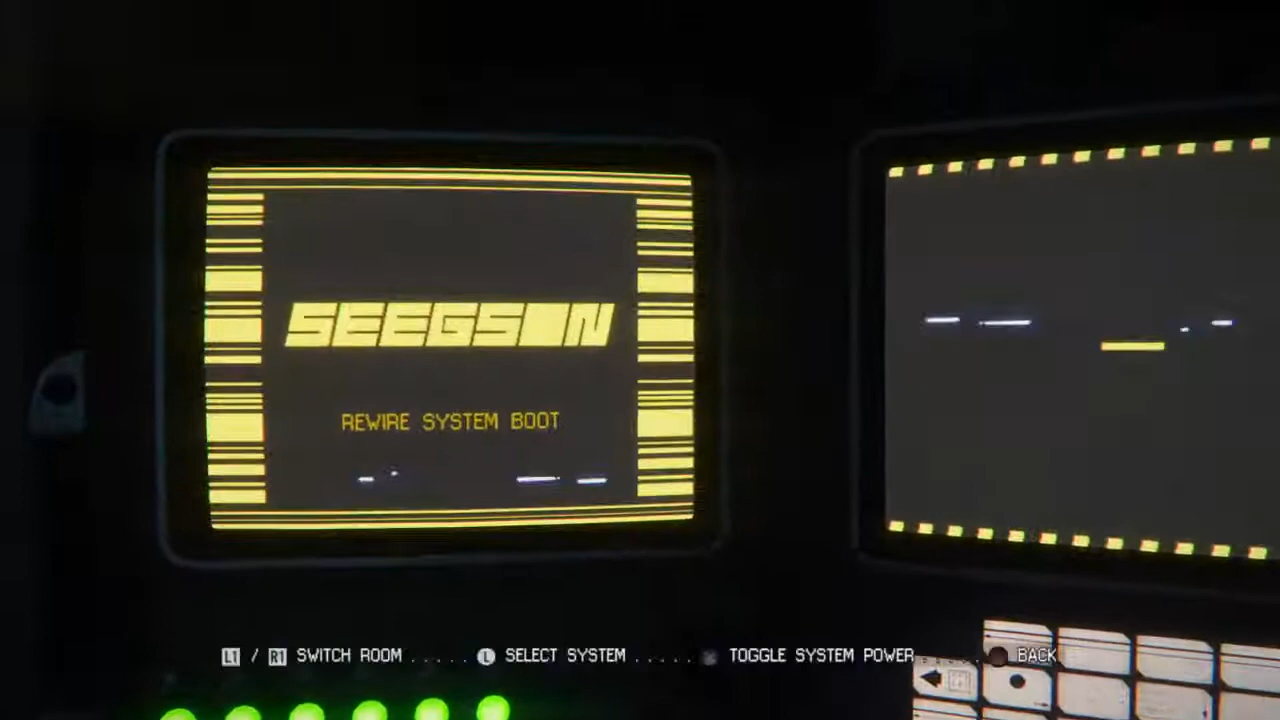 SEEGSON
REWIRE SYSTEM BOOT
L1 / R1 SWITCH ROOM ..... L SELECT SYSTEM ..... TOGGLE SYSTEM POWER ..... BACK